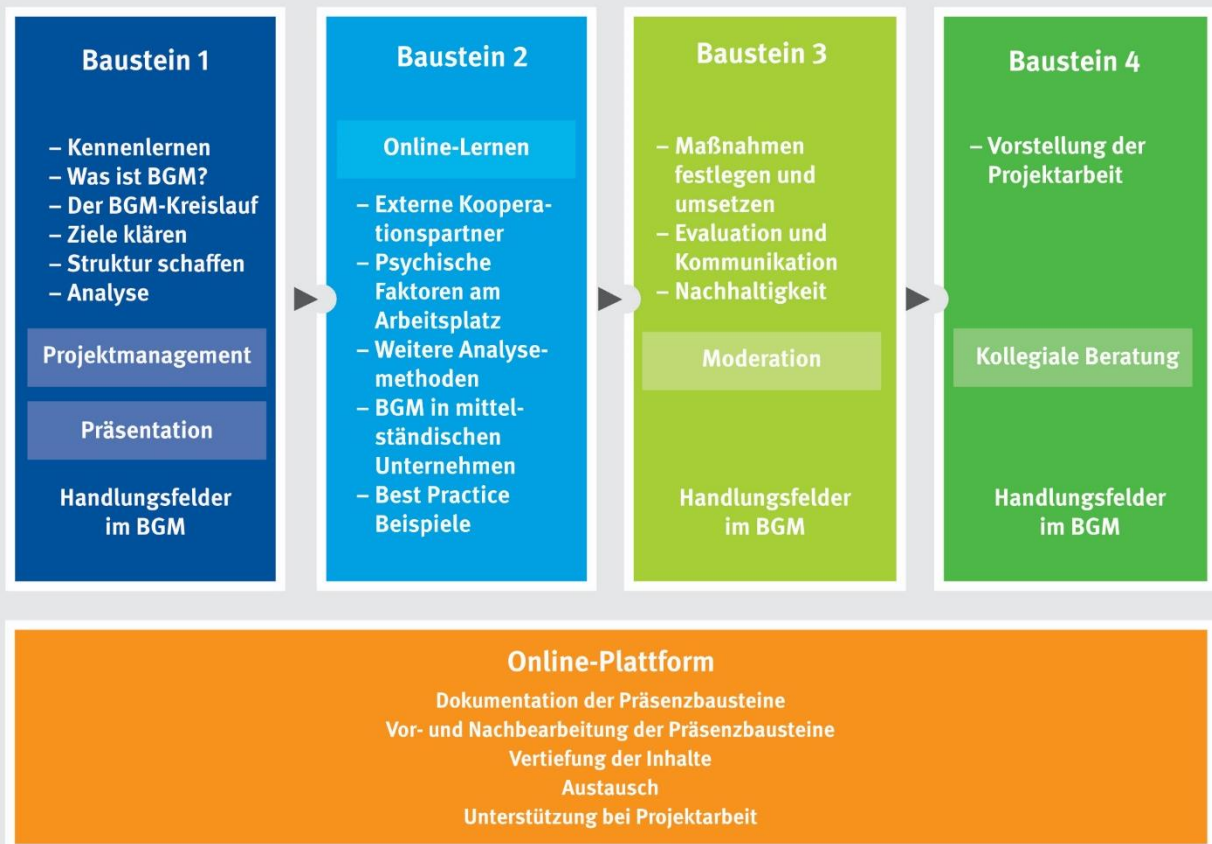 Baustein 1
– Kennenlernen
– Was ist BGM?
– Der BGM-Kreislauf
– Ziele klären
– Struktur schaffen
– Analyse
Projektmanagement
Präsentation
Handlungsfelder
im BGM
Baustein 2
Online-Lernen
– Externe Koopera-
tionspartner
– Psychische
Faktoren am
Arbeitsplatz
– Weitere Analyse-
methoden
– BGM in mittel-
ständischen
Unternehmen
– Best Practice
Beispiele
Baustein 3
– Maßnahmen
festlegen und
umsetzen
– Evaluation und
Kommunikation
– Nachhaltigkeit
Moderation
Handlungsfelder
im BGM
Baustein 4
– Vorstellung der
Projektarbeit
Kollegiale Beratung
Handlungsfelder
im BGM
Online-Plattform
Dokumentation der Präsenzbausteine
Vor- und Nachbearbeitung der Präsenzbausteine
Vertiefung der Inhalte
Austausch
Unterstützung bei Projektarbeit